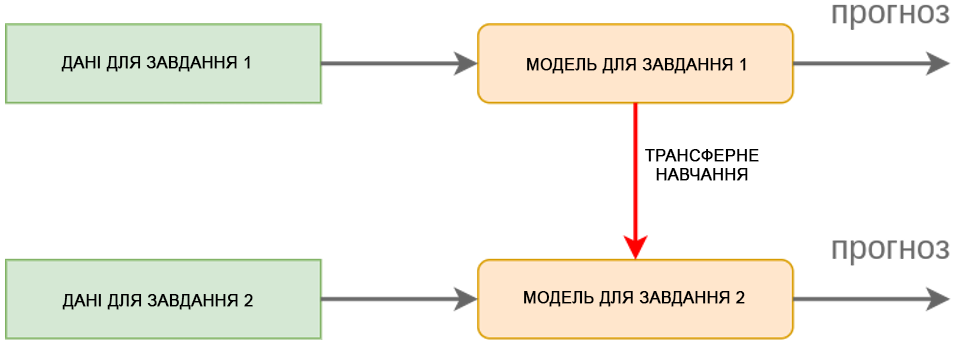 прогноз
ДАНІ ДЛЯ ЗАВДАННЯ 1
МОДЕЛЬ ДЛЯ ЗАВДАННЯ 1
ТРАНСФЕРНЕ
НАВЧАННЯ
прогноз
ДАНІ ДЛЯ ЗАВДАННЯ 2
МОДЕЛЬ ДЛЯ ЗАВДАННЯ 2